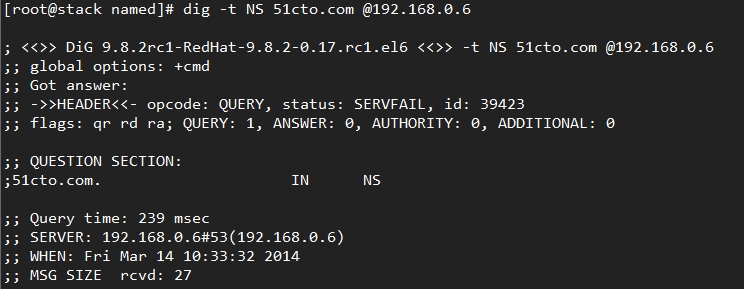 [root@stack named]# dig -t NS 51cto.com @192.168.0.6
; <<>> DiG 9.8.2rc1-RedHat-9.8.2-0.17.rc1.el6 <<>> -t NS 51cto.com @192.168.0.6
;; global options: +cmd
;; Got answer:
;; ->>HEADER<<- opcode: QUERY, status: SERVFAIL, id: 39423
;; flags: qr rd ra; QUERY: 1, ANSWER: 0, AUTHORITY: 0, ADDITIONAL: 0
;; QUESTION SECTION:
;51cto.com. IN NS
;; Query time: 239 msec
;; SERVER: 192.168.0.6#53(192.168.0.6)
;; WHEN: Fri Mar 14 10:33:32 2014
;; MSG SIZE rcvd: 27